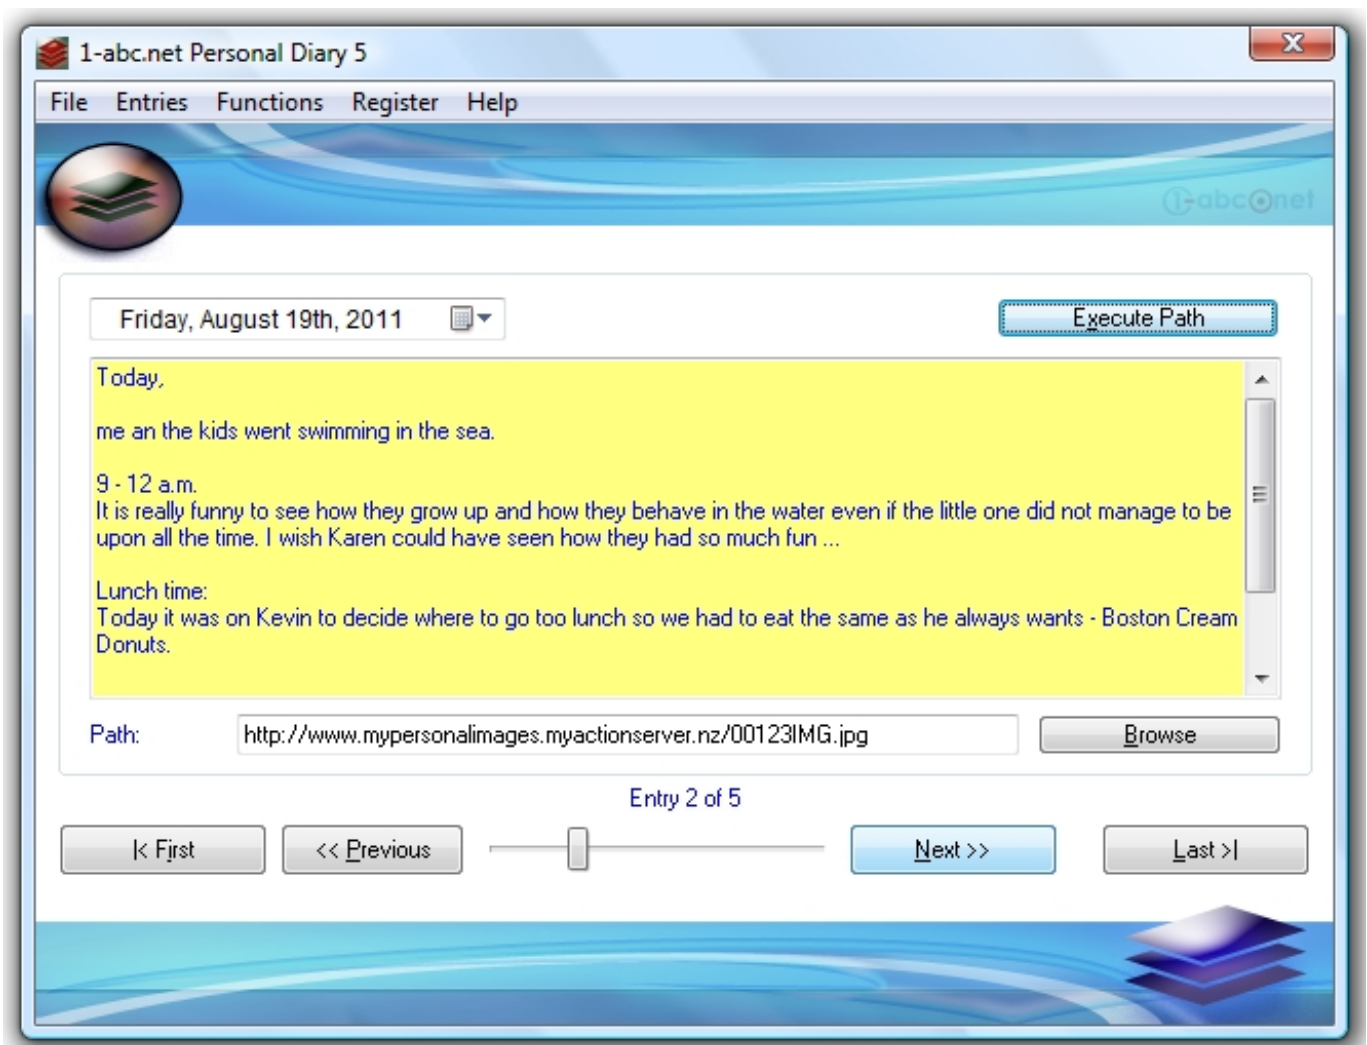 1-abc.net Personal Diary 5
X
File Entries Functions Register Help
1-abc.net
Friday, August 19th, 2011
Execute Path
Today,
me an the kids went swimming in the sea.
9 - 12 a.m.
It is really funny to see how they grow up and how they behave in the water even if the little one did not manage to be
upon all the time. I wish Karen could have seen how they had so much fun ...
Lunch time:
Today it was on Kevin to decide where to go too lunch so we had to eat the same as he always wants - Boston Cream
Donuts.
Path: http://www.mypersonalimages.myactionserver.nz/00123IMG.jpg Browse
Entry 2 of 5
|< First << Previous Next >> Last >|